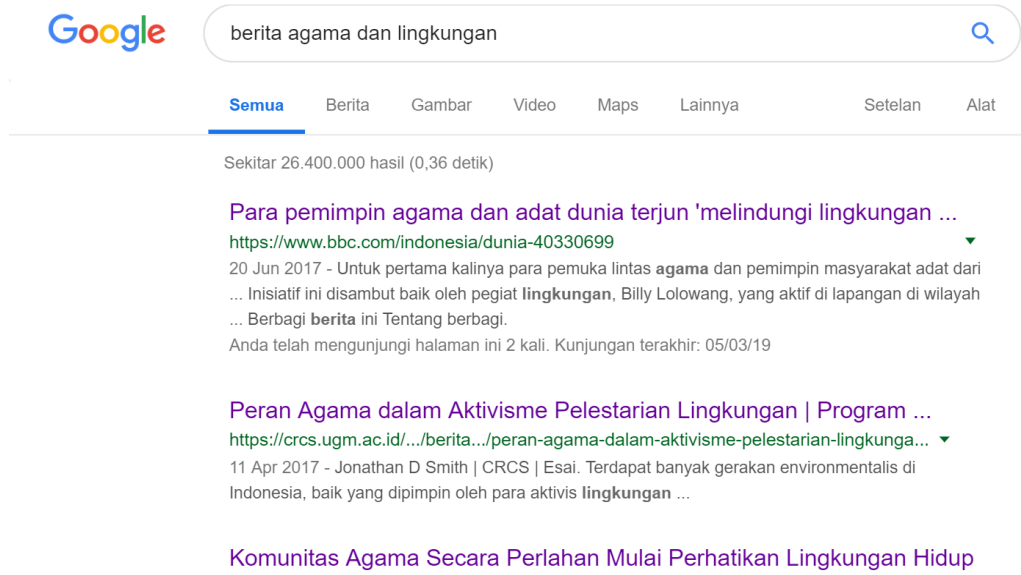 Google
berita agama dan lingkungan
Semua Berita Gambar Video Maps Lainnya Setelan Alat
Sekitar 26.400.000 hasil (0,36 detik)
Para pemimpin agama dan adat dunia terjun 'melindungi lingkungan ...
https://www.bbc.com/indonesia/dunia-40330699
20 Jun 2017 - Untuk pertama kalinya para pemuka lintas agama dan pemimpin masyarakat adat dari
... Inisiatif ini disambut baik oleh pegiat lingkungan, Billy Lolowang, yang aktif di lapangan di wilayah
... Berbagi berita ini Tentang berbagi.
Anda telah mengunjungi halaman ini 2 kali. Kunjungan terakhir: 05/03/19
Peran Agama dalam Aktivisme Pelestarian Lingkungan | Program ...
https://crcs.ugm.ac.id/.../berita.../peran-agama-dalam-aktivisme-pelestarian-lingkunga...
11 Apr 2017 - Jonathan D Smith | CRCS | Esai. Terdapat banyak gerakan environmentalis di
Indonesia, baik yang dipimpin oleh para aktivis lingkungan ...
Komunitas Agama Secara Perlahan Mulai Perhatikan Lingkungan Hidup